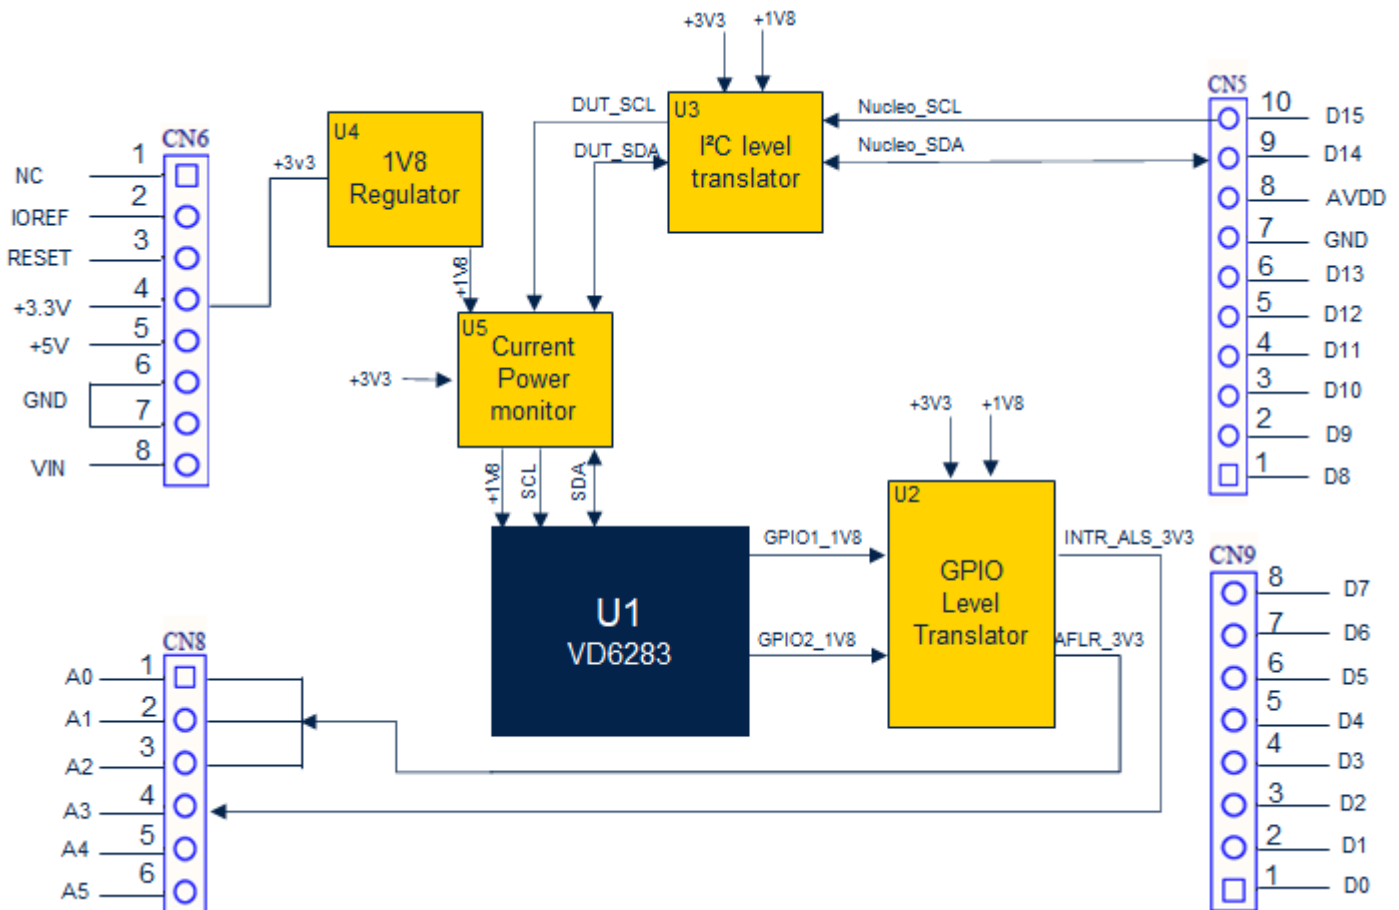 +3V3
+1V8
U3
I²C level
translator
DUT_SCL
DUT_SDA
Nucleo_SCL
Nucleo_SDA
CN5
10
D15
9
D14
8
AVDD
7
GND
6
D13
5
D12
4
D11
3
D10
2
D9
1
D8
CN6
1
NC
2
IOREF
3
RESET
4
+3.3V
5
+5V
6
GND
7
8
VIN
+3v3
U4
1V8
Regulator
+1V8
U5
Current
Power
monitor
+3V3
+1V8
SCL
SDA
U1
VD6283
GPIO1_1V8
GPIO2_1V8
+3V3
+1V8
U2
GPIO
Level
Translator
INTR_ALS_3V3
AFLR_3V3
CN9
8
D7
7
D6
6
D5
5
D4
4
D3
3
D2
2
D1
1
D0
CN8
1
A0
2
A1
3
A2
4
A3
5
A4
6
A5